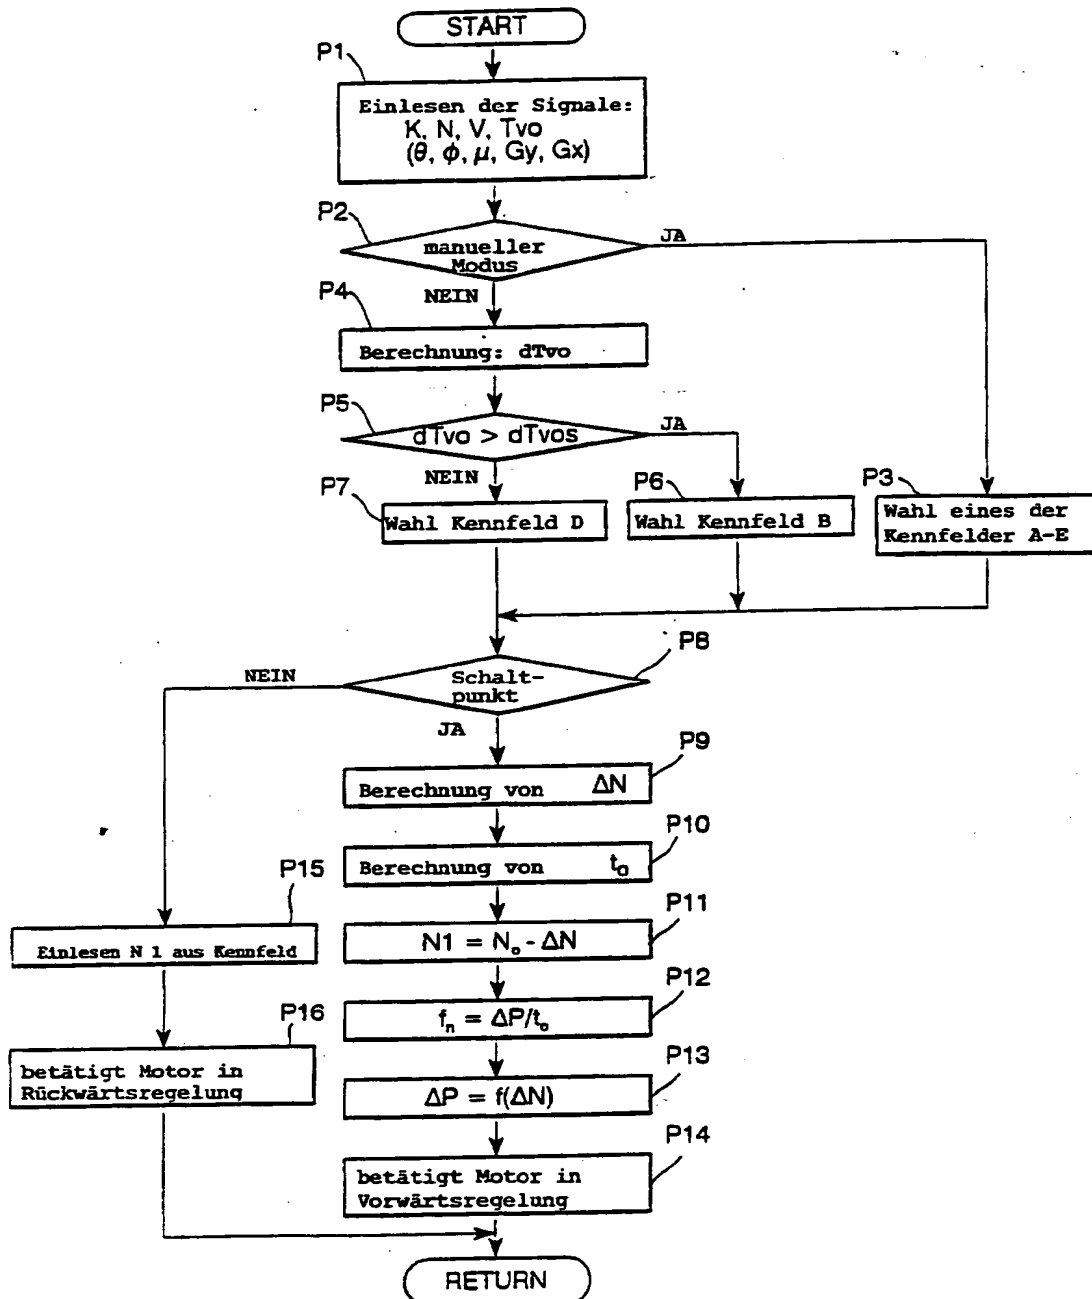 START
P1
Einlesen der Signale:
K, N, V, Tvo
(θ, ϕ, μ, Gy, Gx)
P2
manueller
Modus
JA
NEIN
P4
Berechnung: dTvo
P5
dTvo > dTvos
JA
NEIN
P7
Wahl Kennfeld D
P6
Wahl Kennfeld B
P3
Wahl eines der
Kennfelder A-E
P8
Schalt-
punkt
NEIN
JA
P9
Berechnung von ΔN
P10
Berechnung von t₀
P11
N1 = N₀ - ΔN
P12
fₙ = ΔP/t₀
P13
ΔP = f(ΔN)
P14
betätigt Motor in
Vorwärtsregelung
P15
Einlesen N 1 aus Kennfeld
P16
betätigt Motor in
Rückwärtsregelung
RETURN